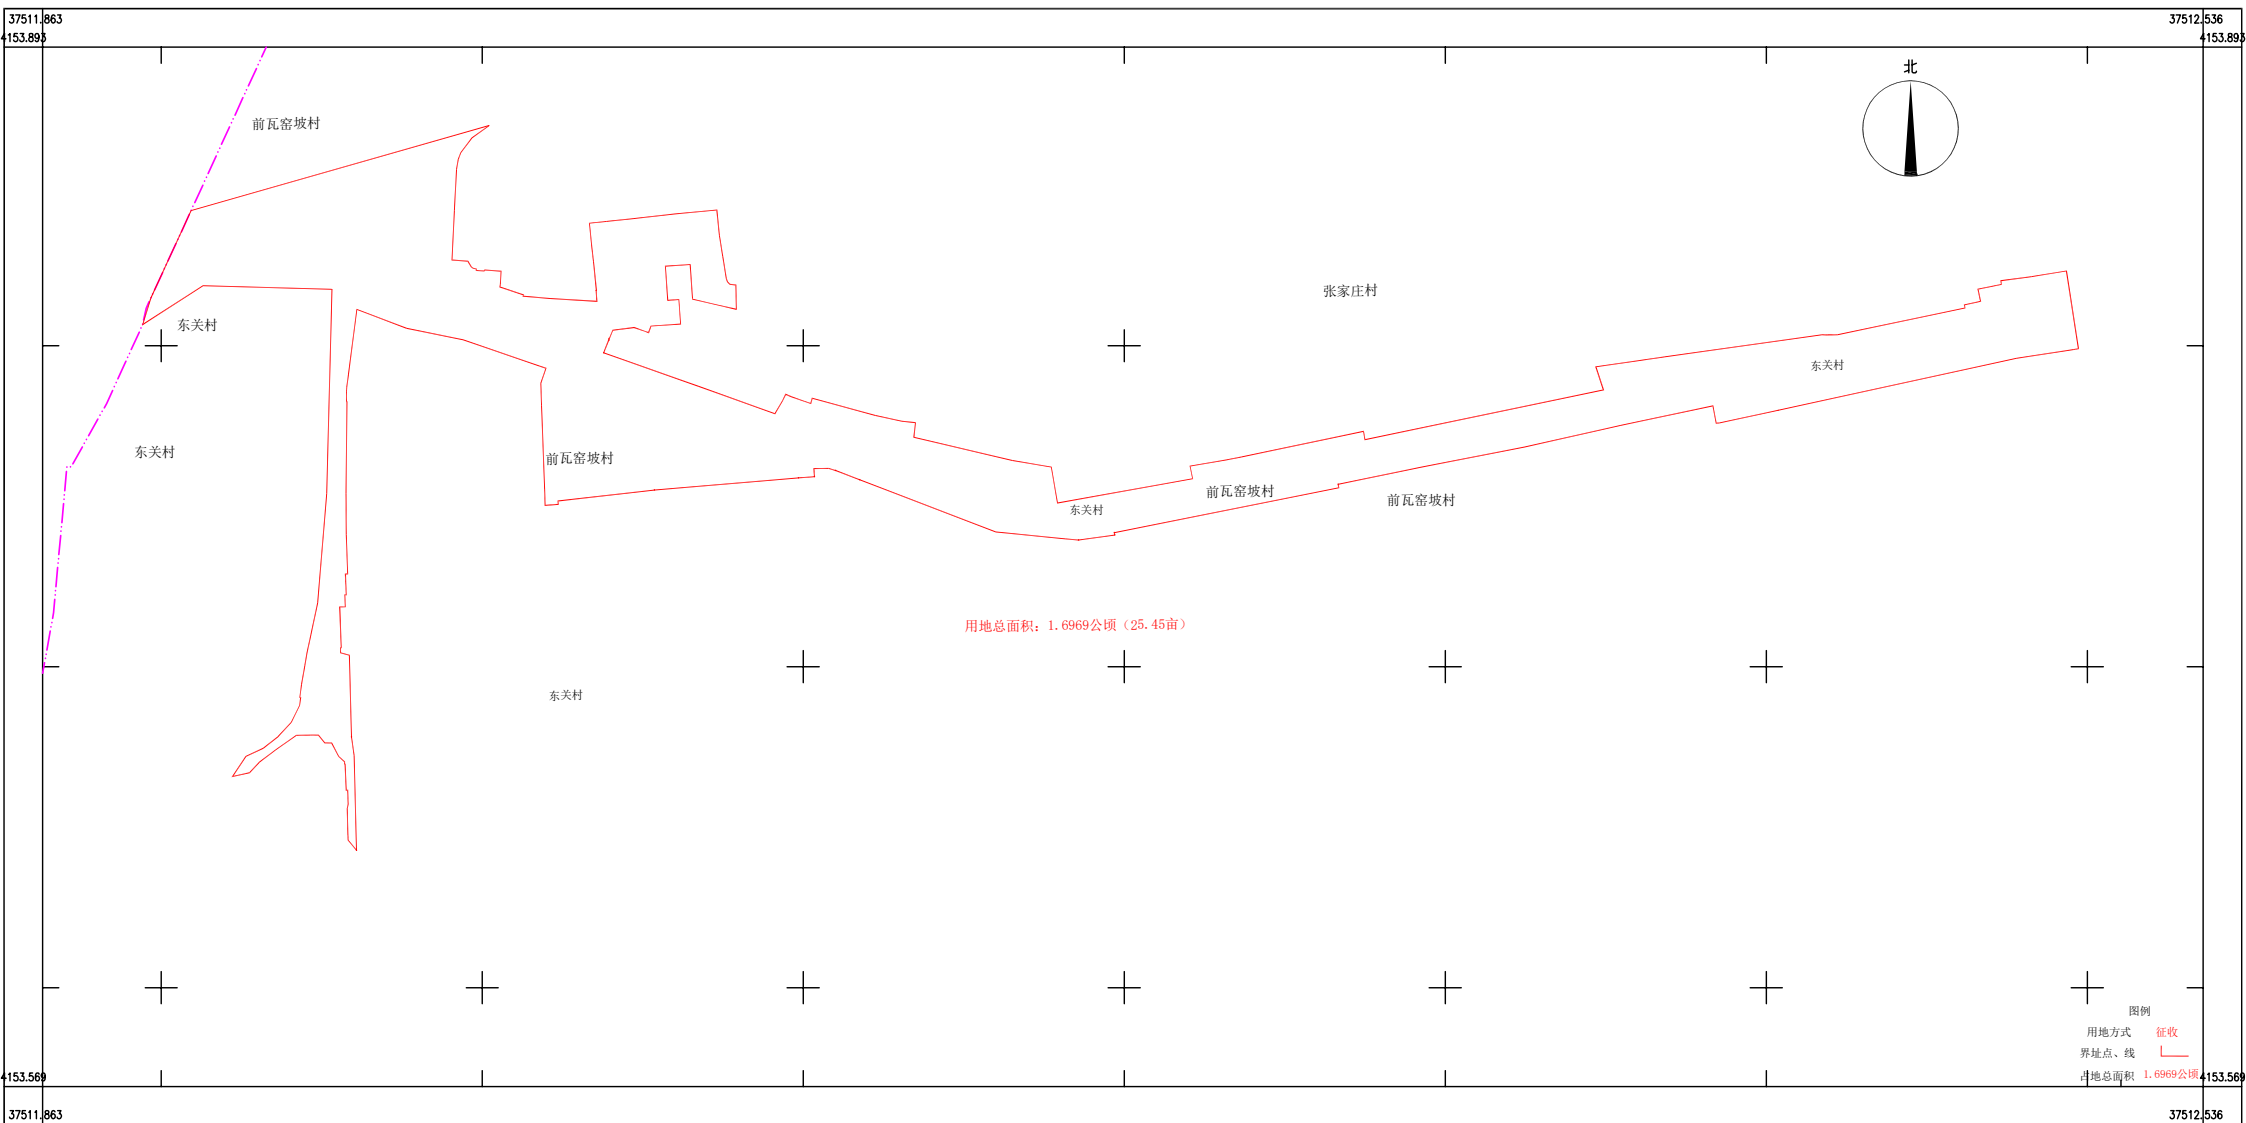 37511.863
37512.536
4153.893
4153.893
北
前瓦窑坡村
张家庄村
东关村
东关村
东关村
前瓦窑坡村
前瓦窑坡村
前瓦窑坡村
东关村
用地总面积：1.6969公顷（25.45亩）
东关村
图例
用地方式 征收
界址点、线
占地总面积 1.6969公顷
4153.569
4153.569
37511.863
37512.536